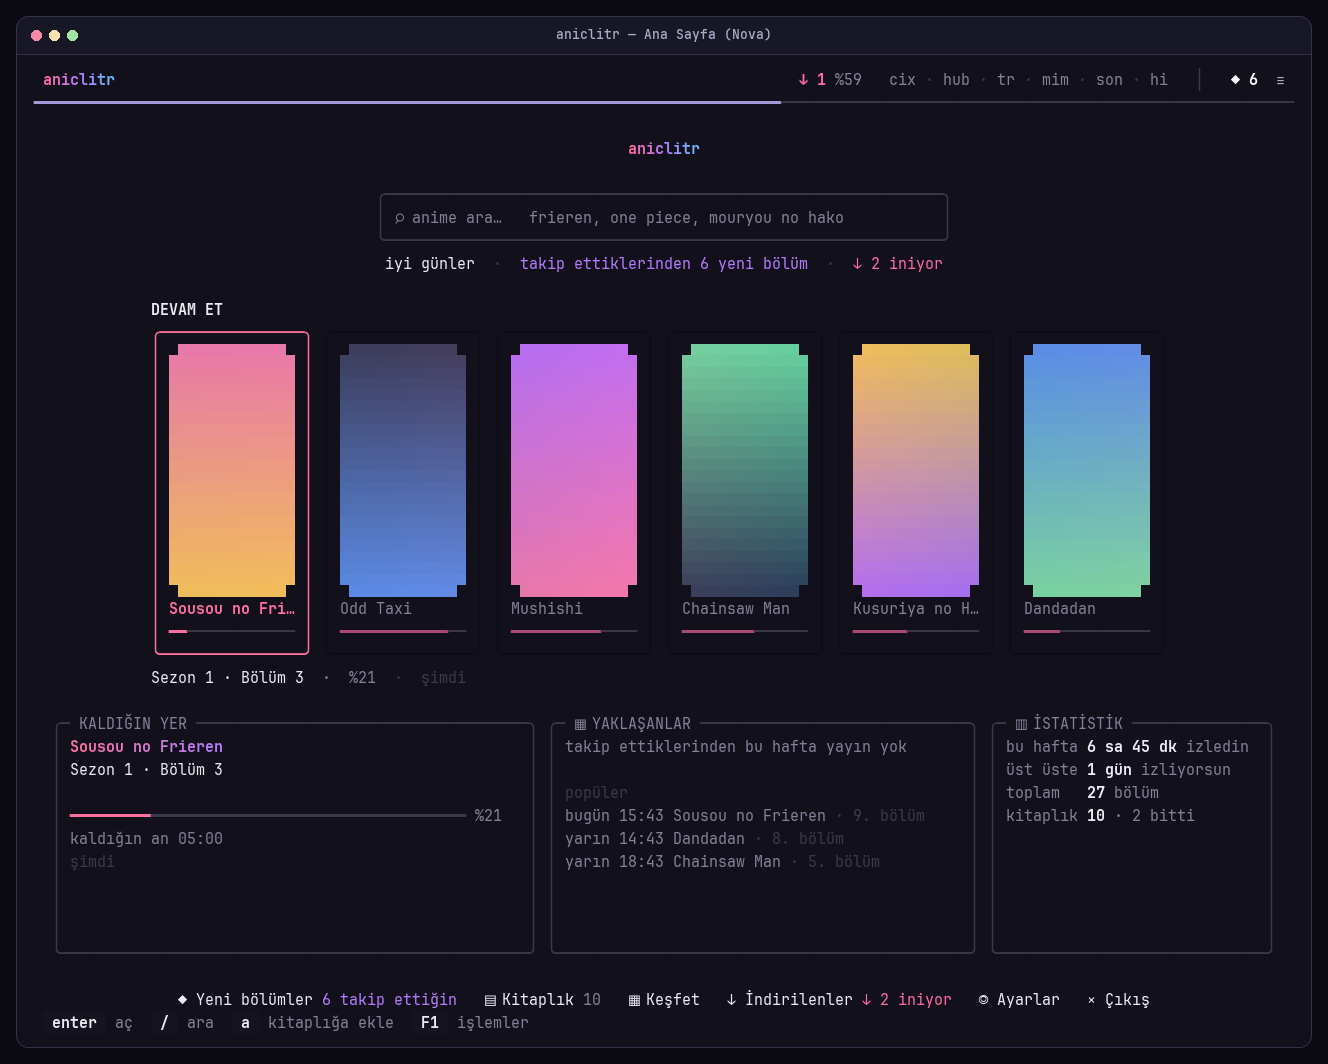 aniclitr — Ana Sayfa (Nova)
aniclitr ↓ 1 %59 cix · hub · tr · mim · son · hi ◆ 6 ≡
aniclitr
anime ara… frieren, one piece, mouryou no hako
iyi günler · takip ettiklerinden 6 yeni bölüm · ↓ 2 iniyor
DEVAM ET
Sousou no Fri… Odd Taxi Mushishi Chainsaw Man Kusuriya no H… Dandadan
Sezon 1 · Bölüm 3 · %21 · şimdi
KALDIĞIN YER
Sousou no Frieren
Sezon 1 · Bölüm 3
%21
kaldığın an 05:00
şimdi
▦ YAKLAŞANLAR
takip ettiklerinden bu hafta yayın yok
popüler
bugün 15:43 Sousou no Frieren · 9. bölüm
yarın 14:43 Dandadan · 8. bölüm
yarın 18:43 Chainsaw Man · 5. bölüm
▥ İSTATİSTİK
bu hafta 6 sa 45 dk izledin
üst üste 1 gün izliyorsun
toplam 27 bölüm
kitaplık 10 · 2 bitti
◆ Yeni bölümler 6 takip ettiğin ▤ Kitaplık 10 ▦ Keşfet ↓ İndirilenler ↓ 2 iniyor ⚙ Ayarlar × Çıkış
enter aç / ara a kitaplığa ekle F1 işlemler